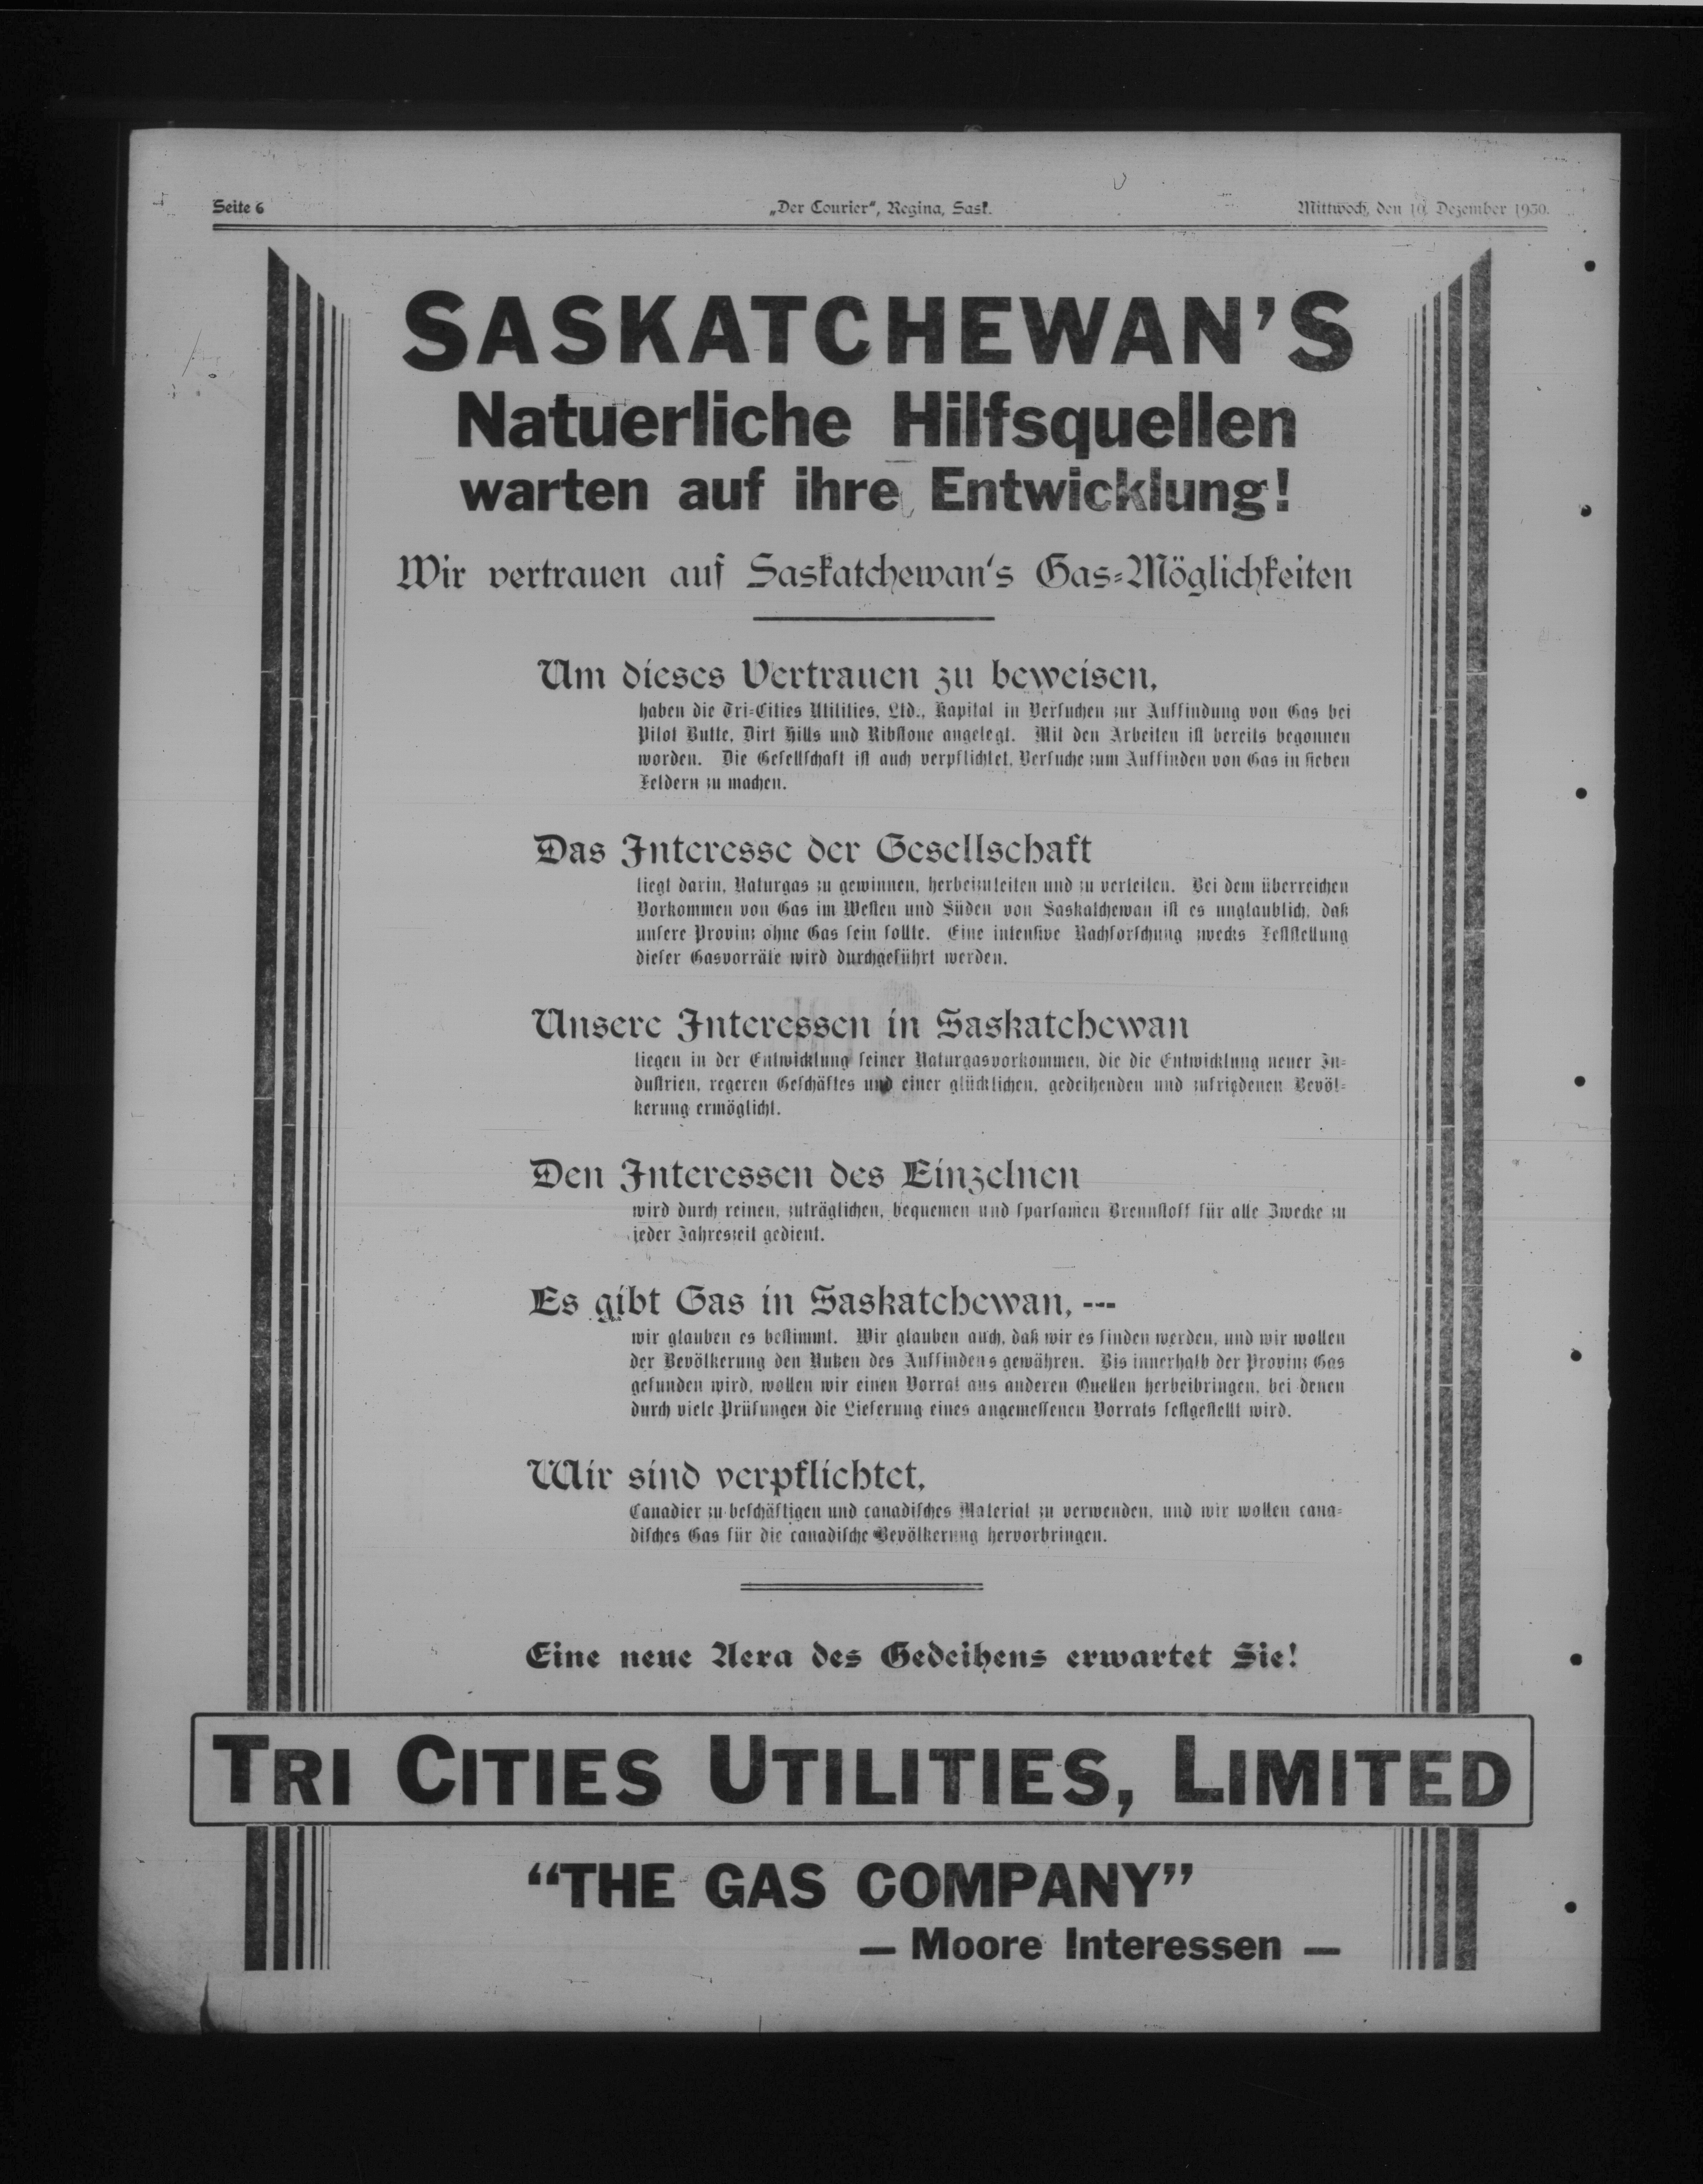 Seite 6
„Der Courier“, Regina, Sask.
Mittwoch, den 10. Dezember 1930.
SASKATCHEWAN'S
Natuerliche Hilfsquellen
warten auf ihre Entwicklung!
Wir vertrauen auf Saskatchewan's Gas-Möglichkeiten
Um dieses Vertrauen zu beweisen,
haben die Tri-Cities Utilities, Ltd., Kapital in Versuchen zur Auffindung von Gas bei
Pilot Butte, Dirt Hills und Ribstone angelegt. Mit den Arbeiten ist bereits begonnen
worden. Die Gesellschaft ist auch verpflichtet, Versuche zum Auffinden von Gas in sieben
Feldern zu machen.
Das Interesse der Gesellschaft
liegt darin, Naturgas zu gewinnen, herbeizuleiten und zu verteilen. Bei dem überreichen
Vorkommen von Gas im Westen und Süden von Saskatchewan ist es unglaublich, daß
unsere Provinz ohne Gas sein sollte. Eine intensive Nachforschung zwecks Feststellung
dieser Gasvorräte wird durchgeführt werden.
Unsere Interessen in Saskatchewan
liegen in der Entwicklung seiner Naturgasvorkommen, die die Entwicklung neuer In-
dustrien, regeren Geschäftes und einer glücklichen, gedeihenden und zufriedenen Bevöl-
kerung ermöglicht.
Den Interessen des Einzelnen
wird durch reinen, zuträglichen, bequemen und sparsamen Brennstoff für alle Zwecke zu
jeder Jahreszeit gedient.
Es gibt Gas in Saskatchewan, ---
wir glauben es bestimmt. Wir glauben auch, daß wir es finden werden, und wir wollen
der Bevölkerung den Nutzen des Auffindens gewähren. Bis innerhalb der Provinz Gas
gefunden wird, wollen wir einen Vorrat aus anderen Quellen herbeibringen, bei denen
durch viele Prüfungen die Lieferung eines angemessenen Vorrats festgestellt wird.
Wir sind verpflichtet,
Canadier zu beschäftigen und canadisches Material zu verwenden, und wir wollen cana-
disches Gas für die canadische Bevölkerung hervorbringen.
Eine neue Aera des Gedeihens erwartet Sie!
TRI CITIES UTILITIES, LIMITED
“THE GAS COMPANY”
— Moore Interessen —